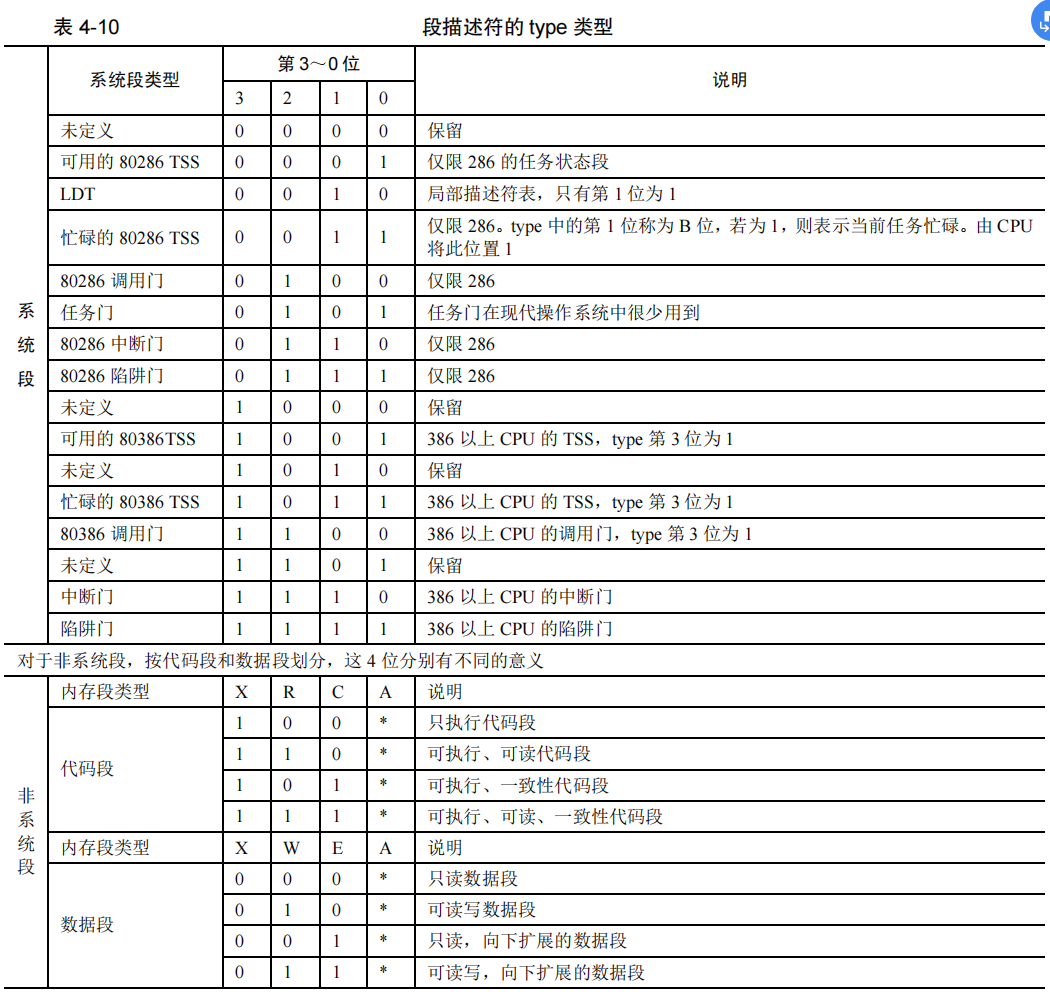 表 4-10 段描述符的 type 类型
系统段类型 第 3～0 位 说明
3 2 1 0
系统段
未定义 0 0 0 0 保留
可用的 80286 TSS 0 0 0 1 仅限 286 的任务状态段
LDT 0 0 1 0 局部描述符表，只有第 1 位为 1
忙碌的 80286 TSS 0 0 1 1 仅限 286。type 中的第 1 位称为 B 位，若为 1，则表示当前任务忙碌。由 CPU
将此位置 1
80286 调用门 0 1 0 0 仅限 286
任务门 0 1 0 1 任务门在现代操作系统中很少用到
80286 中断门 0 1 1 0 仅限 286
80286 陷阱门 0 1 1 1 仅限 286
未定义 1 0 0 0 保留
可用的 80386TSS 1 0 0 1 386 以上 CPU 的 TSS，type 第 3 位为 1
未定义 1 0 1 0 保留
忙碌的 80386 TSS 1 0 1 1 386 以上 CPU 的 TSS，type 第 3 位为 1
80386 调用门 1 1 0 0 386 以上 CPU 的调用门，type 第 3 位为 1
未定义 1 1 0 1 保留
中断门 1 1 1 0 386 以上 CPU 的中断门
陷阱门 1 1 1 1 386 以上 CPU 的陷阱门
对于非系统段，按代码段和数据段划分，这 4 位分别有不同的意义
非系统段
内存段类型 X R C A 说明
代码段
1 0 0 * 只执行代码段
1 1 0 * 可执行、可读代码段
1 0 1 * 可执行、一致性代码段
1 1 1 * 可执行、可读、一致性代码段
内存段类型 X W E A 说明
数据段
0 0 0 * 只读数据段
0 1 0 * 可读写数据段
0 0 1 * 只读，向下扩展的数据段
0 1 1 * 可读写，向下扩展的数据段